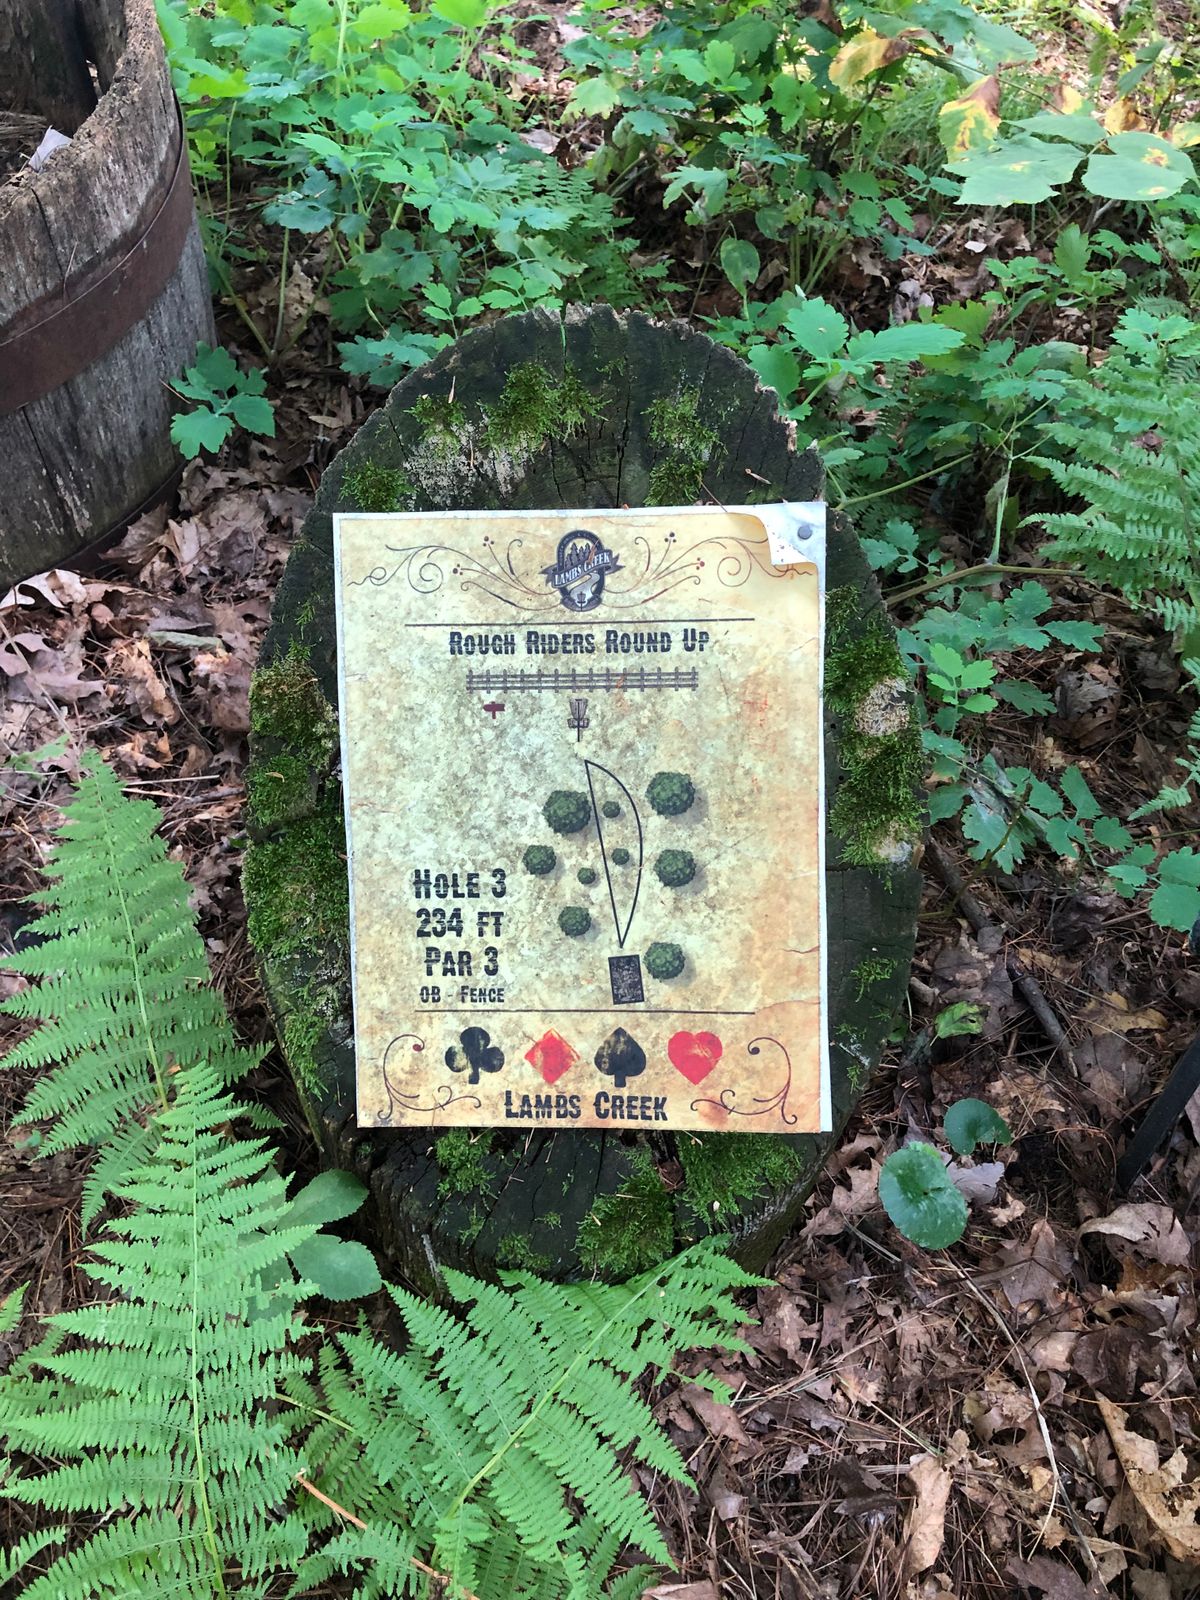 LAMBS CREEK
ROUGH RIDERS ROUND UP
HOLE 3
234 FT
PAR 3
OB - FENCE
LAMBS CREEK